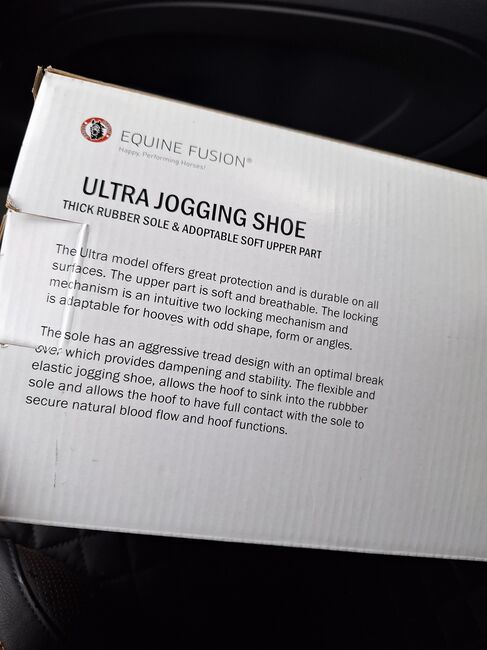 EQUINE FUSION®
Happy, Performing Horses!
ULTRA JOGGING SHOE
THICK RUBBER SOLE & ADOPTABLE SOFT UPPER PART
The Ultra model offers great protection and is durable on all
surfaces. The upper part is soft and breathable. The locking
mechanism is an intuitive two locking mechanism and
is adaptable for hooves with odd shape, form or angles.
The sole has an aggressive tread design with an optimal break
over which provides dampening and stability. The flexible and
elastic jogging shoe, allows the hoof to sink into the rubbber
sole and allows the hoof to have full contact with the sole to
secure natural blood flow and hoof functions.